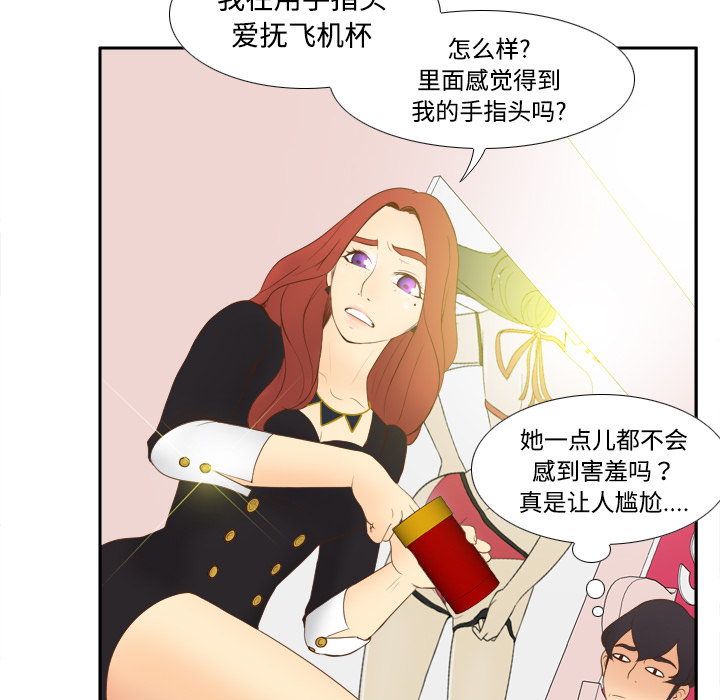 我在用手指头
爱抚飞机杯
怎么样?
里面感觉得到
我的手指头吗?
她一点儿都不会
感到害羞吗？
真是让人尴尬....